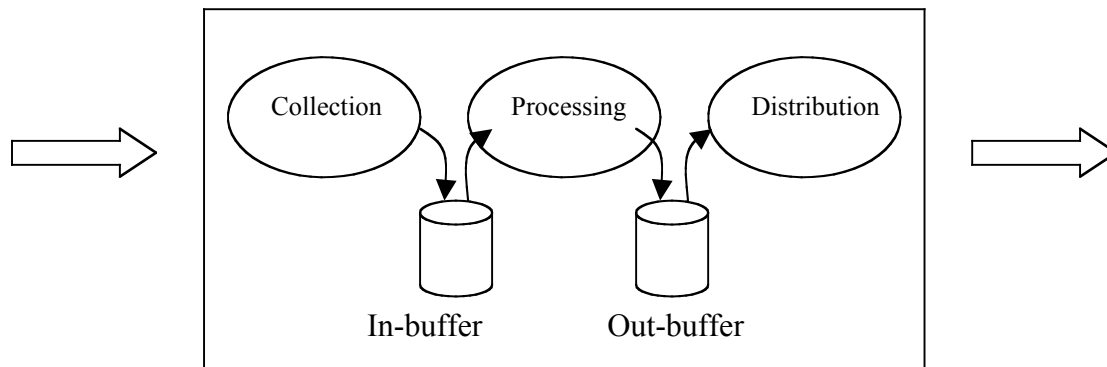 Collection
Processing
Distribution
In-buffer
Out-buffer